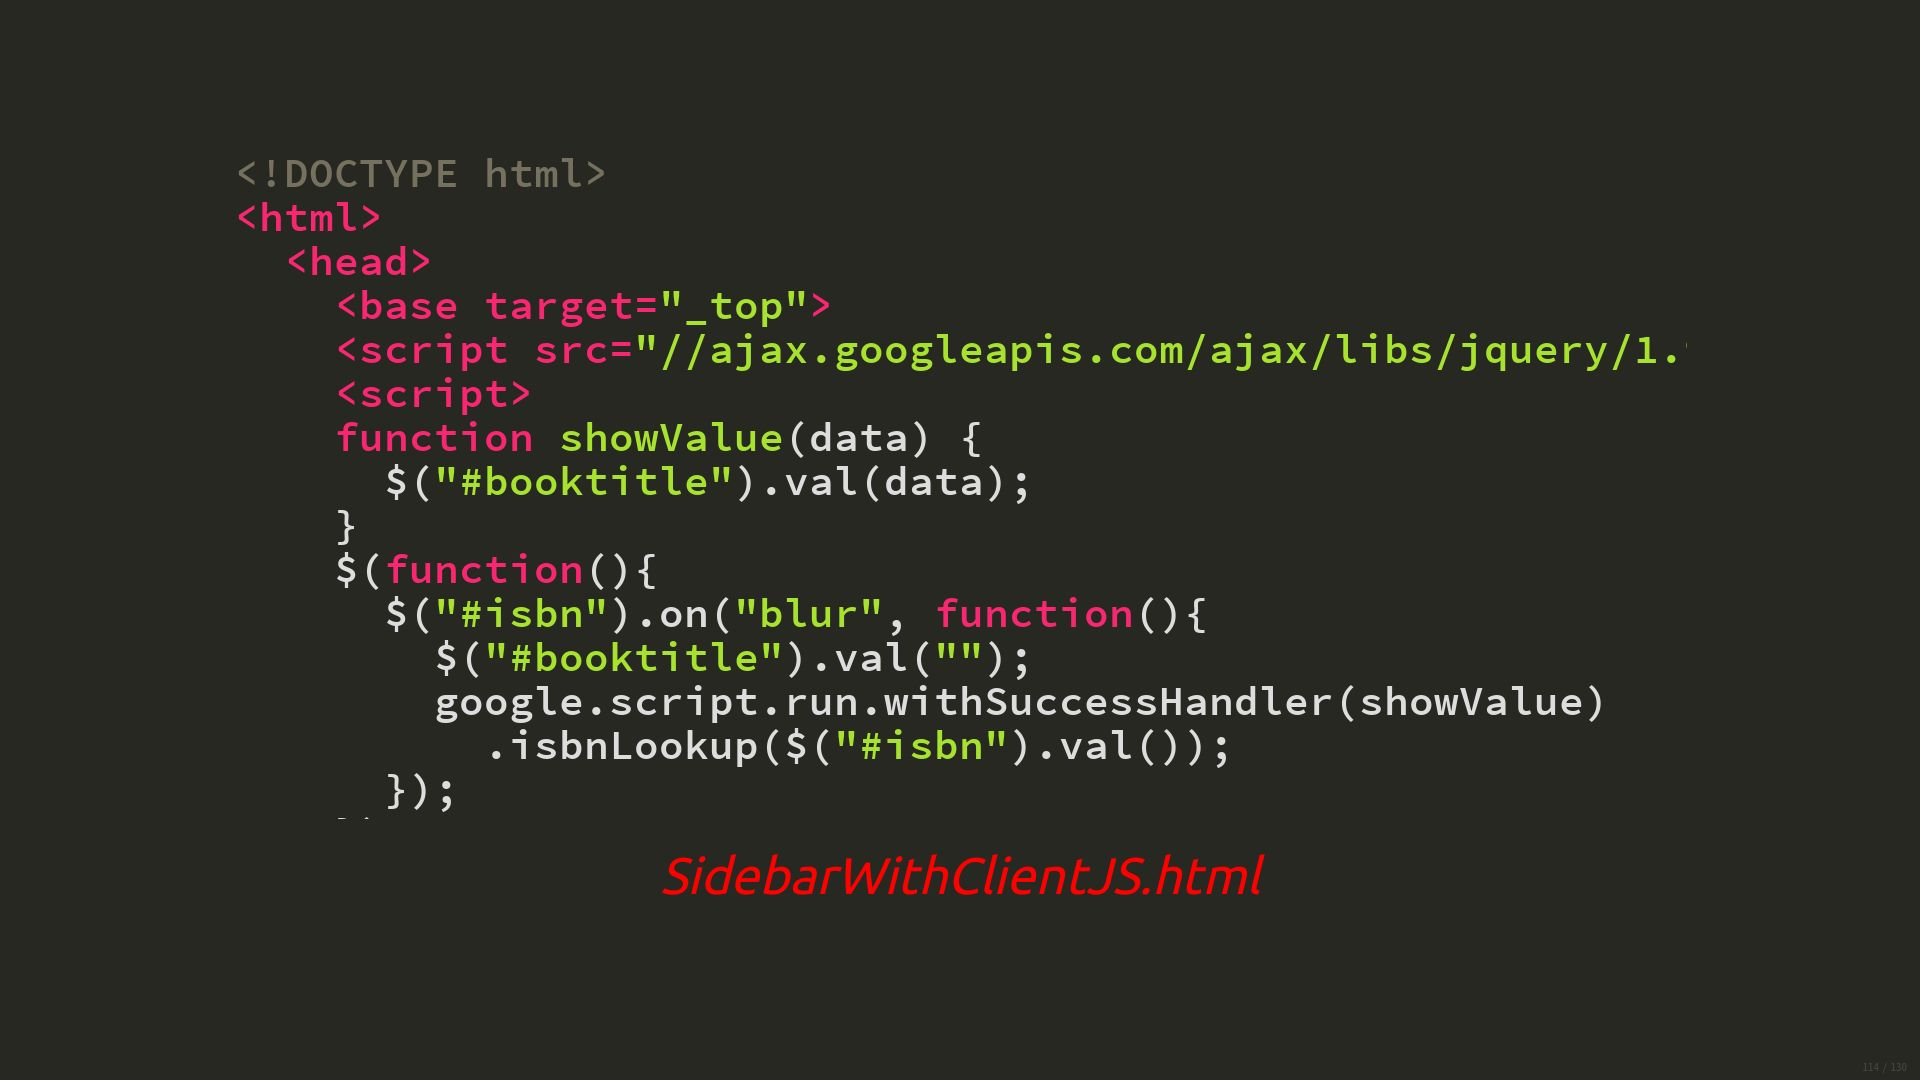 <!DOCTYPE html>
<html>
  <head>
    <base target="_top">
    <script src="//ajax.googleapis.com/ajax/libs/jquery/1.
    <script>
    function showValue(data) {
      $("#booktitle").val(data);
    }
    $(function(){
      $("#isbn").on("blur", function(){
        $("#booktitle").val("");
        google.script.run.withSuccessHandler(showValue)
          .isbnLookup($("#isbn").val());
      });
SidebarWithClientJS.html
114 / 130